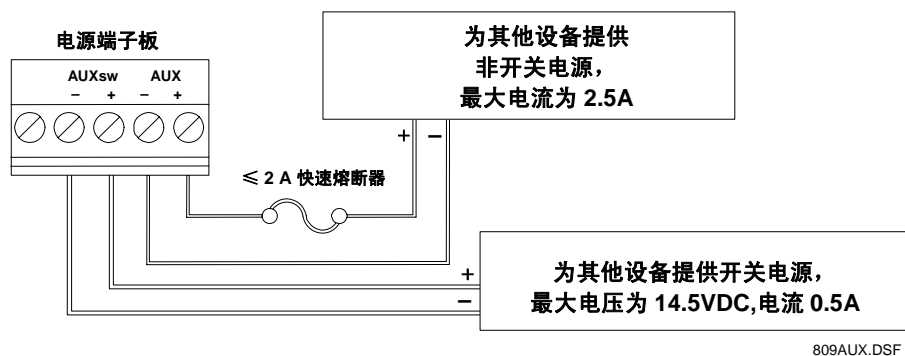 电源端子板
AUXsw AUX
− + − +
为其他设备提供
非开关电源，
最大电流为 2.5A
+ −
≤ 2 A 快速熔断器
+
−
为其他设备提供开关电源，
最大电压为 14.5VDC,电流 0.5A
809AUX.DSF